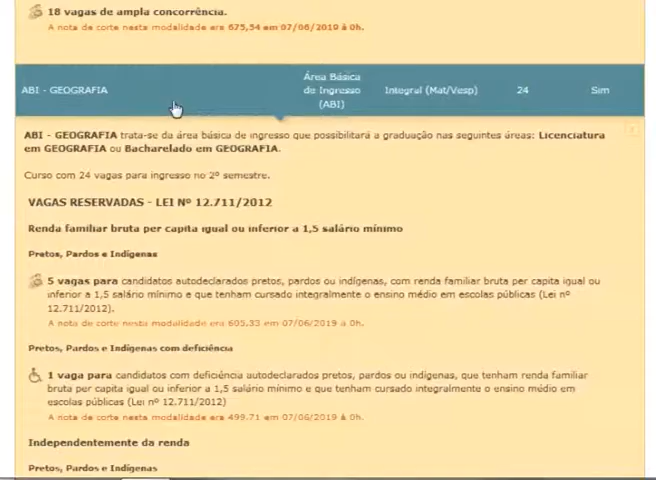 18 vagas de ampla concorrência.
A nota de corte nesta modalidade era 675,54 em 07/06/2019 à 0h.
ABI - GEOGRAFIA
Área Básica
de Ingresso
(ABI)
Integral (Mat/Vesp)
24
Sim
ABI - GEOGRAFIA trata-se da área básica de ingresso que possibilitará a graduação nas seguintes áreas: Licenciatura
em GEOGRAFIA ou Bacharelado em GEOGRAFIA.
Curso com 24 vagas para ingresso no 2º semestre.
VAGAS RESERVADAS - LEI Nº 12.711/2012
Renda familiar bruta per capita igual ou inferior a 1,5 salário mínimo
Pretos, Pardos e Indígenas
5 vagas para candidatos autodeclarados pretos, pardos ou indígenas, com renda familiar bruta per capita igual ou
inferior a 1,5 salário mínimo e que tenham cursado integralmente o ensino médio em escolas públicas (Lei nº
12.711/2012).
A nota de corte nesta modalidade era 605,33 em 07/06/2019 à 0h.
Pretos, Pardos e Indígenas com deficiência
1 vaga para candidatos com deficiência autodeclarados pretos, pardos ou indígenas, que tenham renda familiar
bruta per capita igual ou inferior a 1,5 salário mínimo e que tenham cursado integralmente o ensino médio em
escolas públicas (Lei nº 12.711/2012)
A nota de corte nesta modalidade era 499.71 em 07/06/2019 à 0h.
Independentemente da renda
Pretos, Pardos e Indígenas